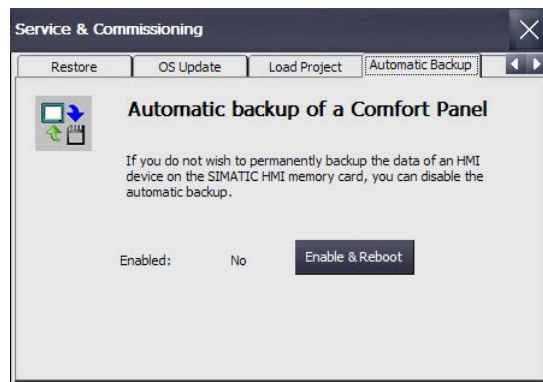 Service & Commissioning
Restore OS Update Load Project Automatic Backup
Automatic backup of a Comfort Panel
If you do not wish to permanently backup the data of an HMI
device on the SIMATIC HMI memory card, you can disable the
automatic backup.
Enabled: No Enable & Reboot